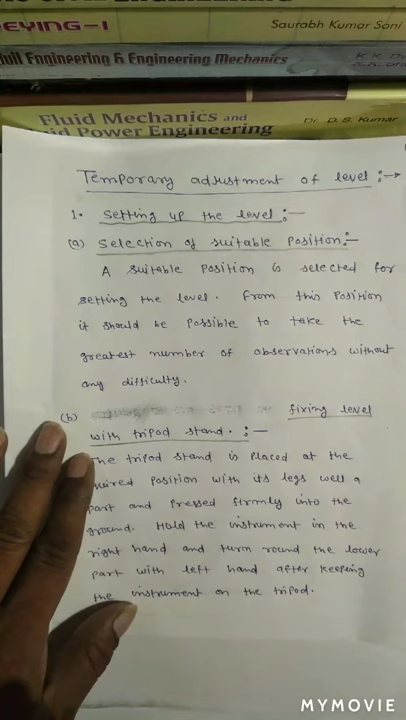 EYING-I
Saurabh Kumar Soni
Civil Engineering & Engineering Mechanics
Fluid Mechanics and
Dr. D. S. Kumar
id Power Engineering
Temporary adjustment of level :→
1. Setting up the level :—
(a) Selection of suitable Position :—
A suitable Position is selected for
setting the level. From this Position
it should be Possible to take the
greatest number of observations without
any difficulty.
(b) fixing level
with tripod stand. :—
The tripod stand is placed at the
uired Position with its legs well a
part and Pressed firmly into the
ground. Hold the instrument in the
right hand and turn round the lower
part with left hand after keeping
the instrument on the tripod.
MYMOVIE